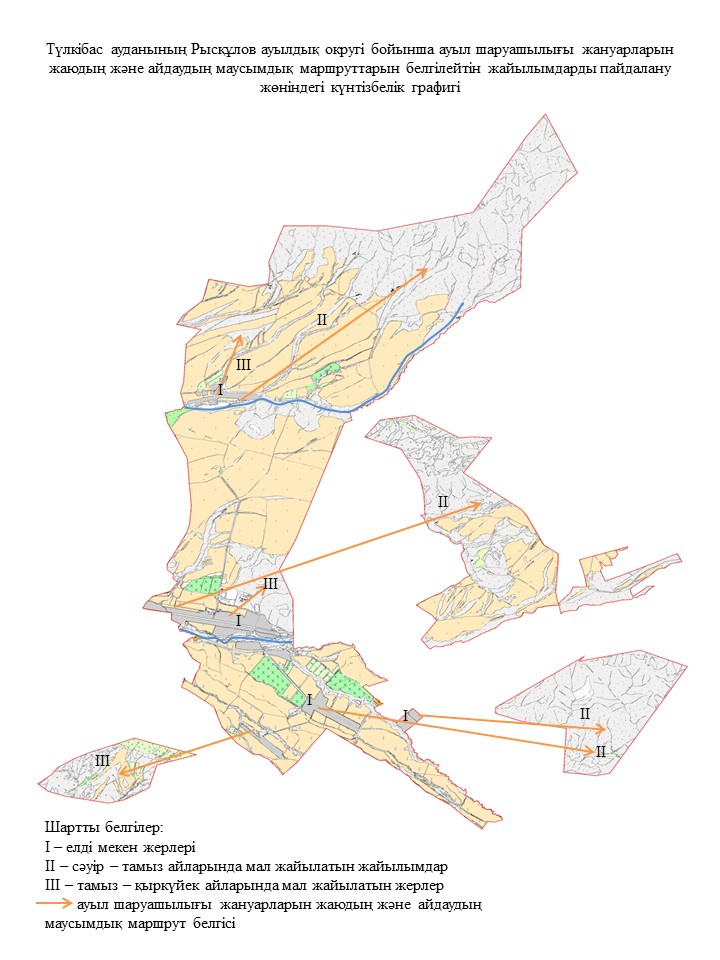 Түлкібас ауданының Рысқұлов ауылдық округі бойынша ауыл шаруашылығы жануарларын
жаюдың және айдаудың маусымдық маршруттарын белгілейтін жайылымдарды пайдалану
жөніндегі күнтізбелік графигі
II
III
I
II
III
I
I
I
II
II
III
Шартты белгілер:
I – елді мекен жерлері
II – сәуір – тамыз айларында мал жайылатын жайылымдар
III – тамыз – қыркүйек айларында мал жайылатын жерлер
ауыл шаруашылығы жануарларын жаюдың және айдаудың
маусымдық маршрут белгісі